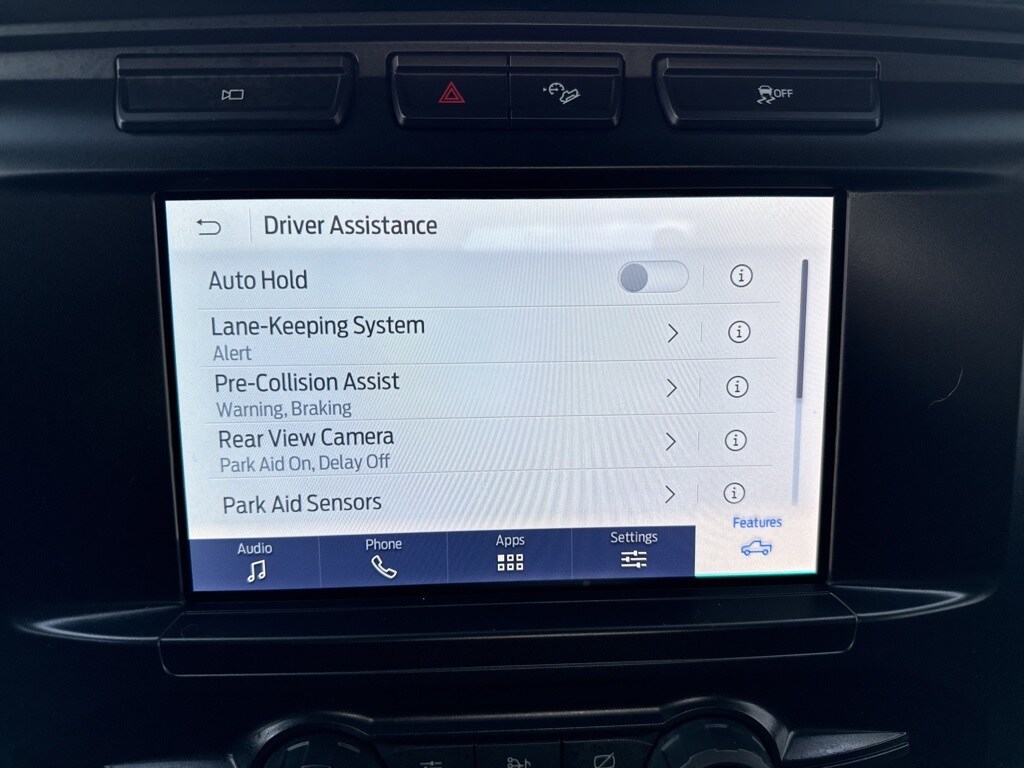 OFF
Driver Assistance
Auto Hold
Lane-Keeping System
Alert
Pre-Collision Assist
Warning, Braking
Rear View Camera
Park Aid On, Delay Off
Park Aid Sensors
Audio
Phone
Apps
Settings
Features